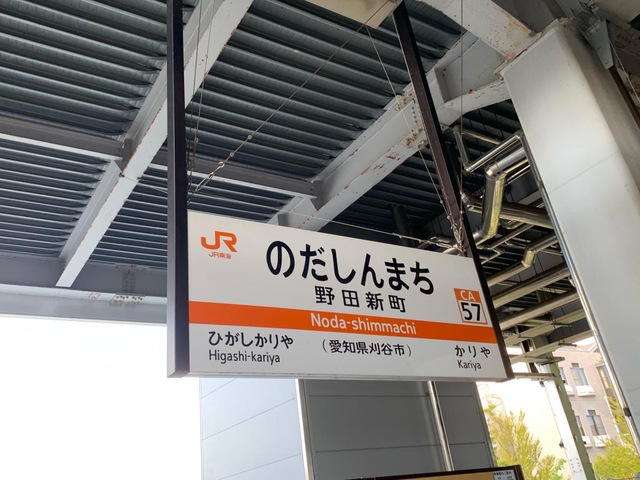 JR
JR東海
のだしんまち
野田新町
CA
57
Noda-shimmachi
ひがしかりや
Higashi-kariya
(愛知県刈谷市)
かりや
Kariya